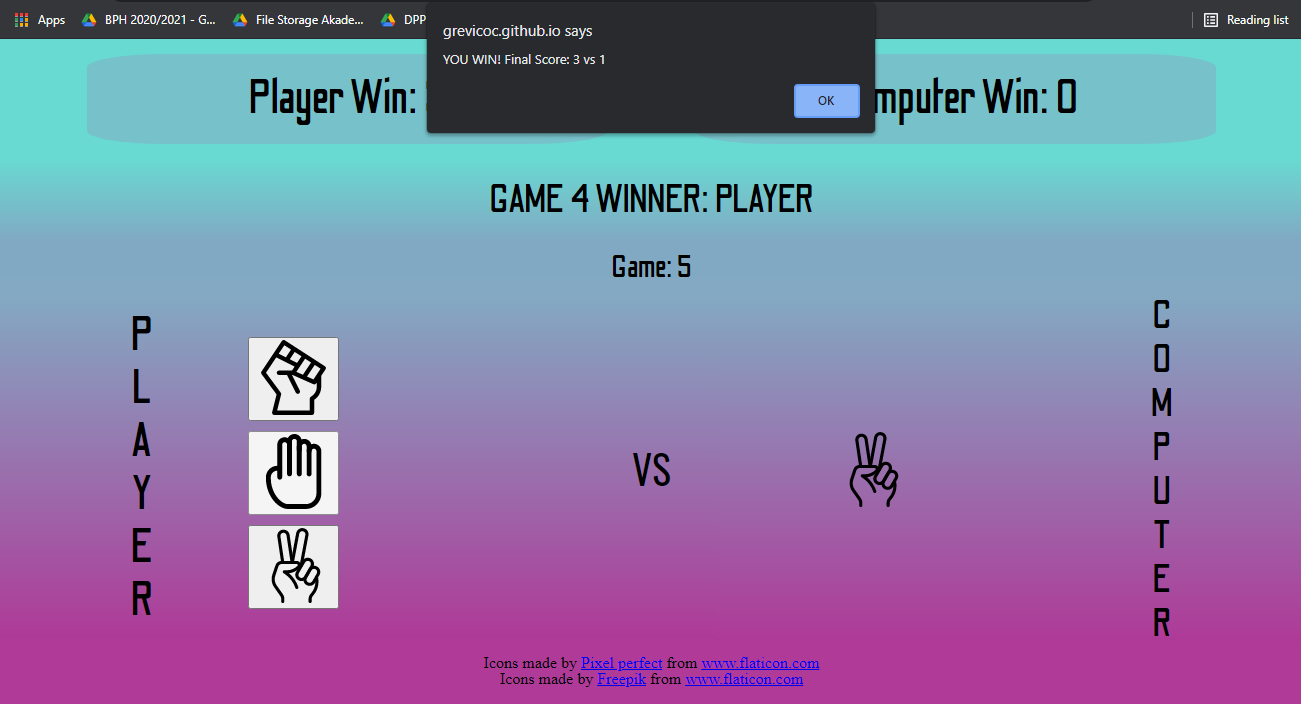 Apps BPH 2020/2021 - G... File Storage Akade... DPP Reading list
grevicoc.github.io says
YOU WIN! Final Score: 3 vs 1
OK
Player Win: mputer Win: 0
GAME 4 WINNER: PLAYER
Game: 5
PLAYER
VS
COMPUTER
Icons made by Pixel perfect from www.flaticon.com
Icons made by Freepik from www.flaticon.com